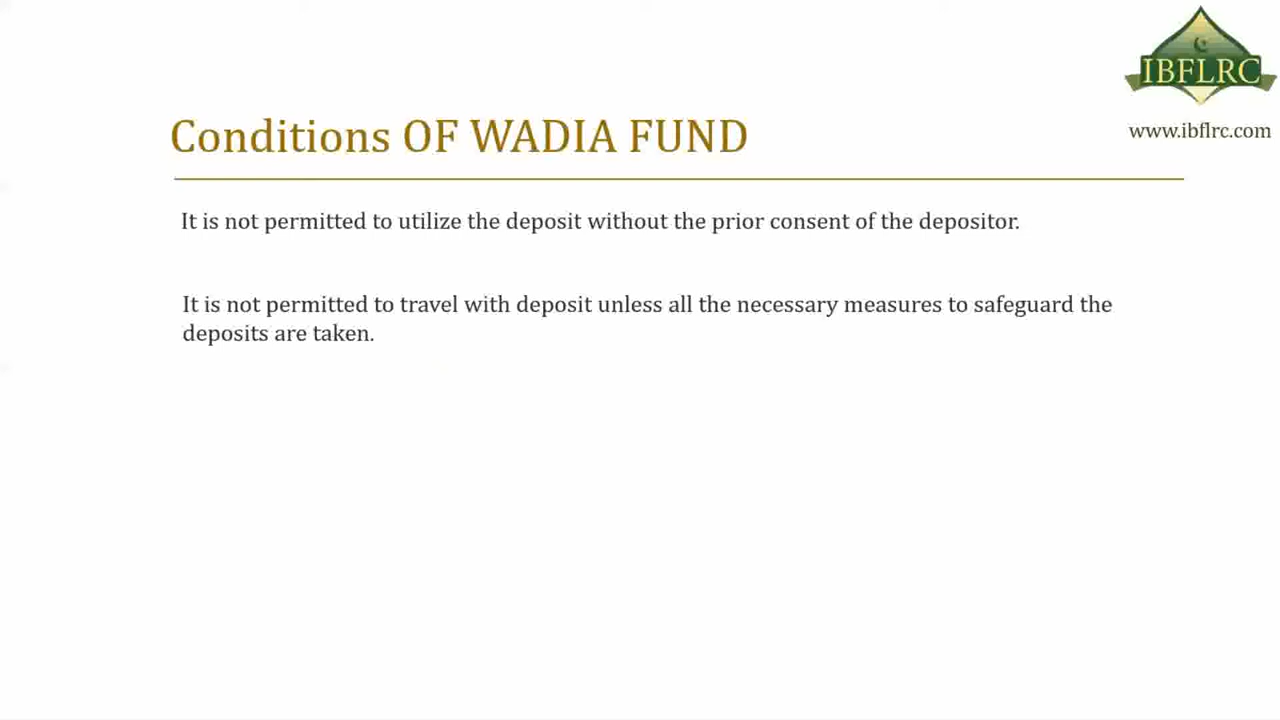 IBFLRC
www.ibflrc.com
Conditions OF WADIA FUND
It is not permitted to utilize the deposit without the prior consent of the depositor.
It is not permitted to travel with deposit unless all the necessary measures to safeguard the
deposits are taken.